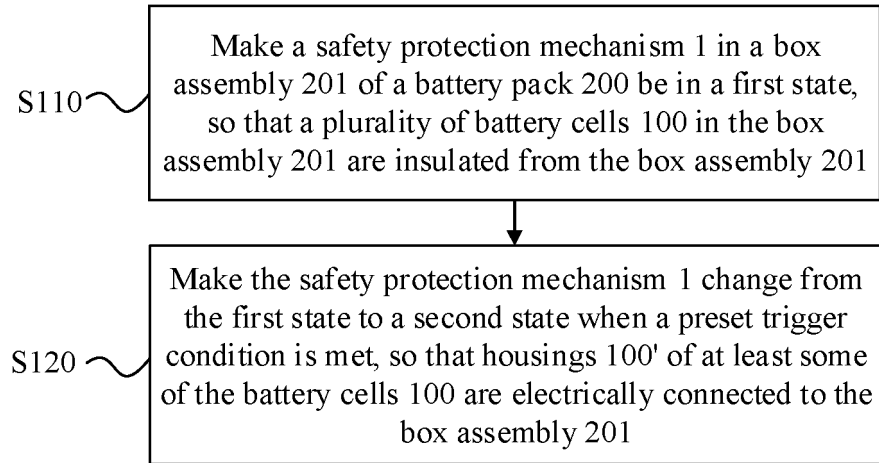 Make a safety protection mechanism 1 in a box
assembly 201 of a battery pack 200 be in a first state,
so that a plurality of battery cells 100 in the box
assembly 201 are insulated from the box assembly 201
S110
Make the safety protection mechanism 1 change from
the first state to a second state when a preset trigger
condition is met, so that housings 100' of at least some
of the battery cells 100 are electrically connected to the
box assembly 201
S120